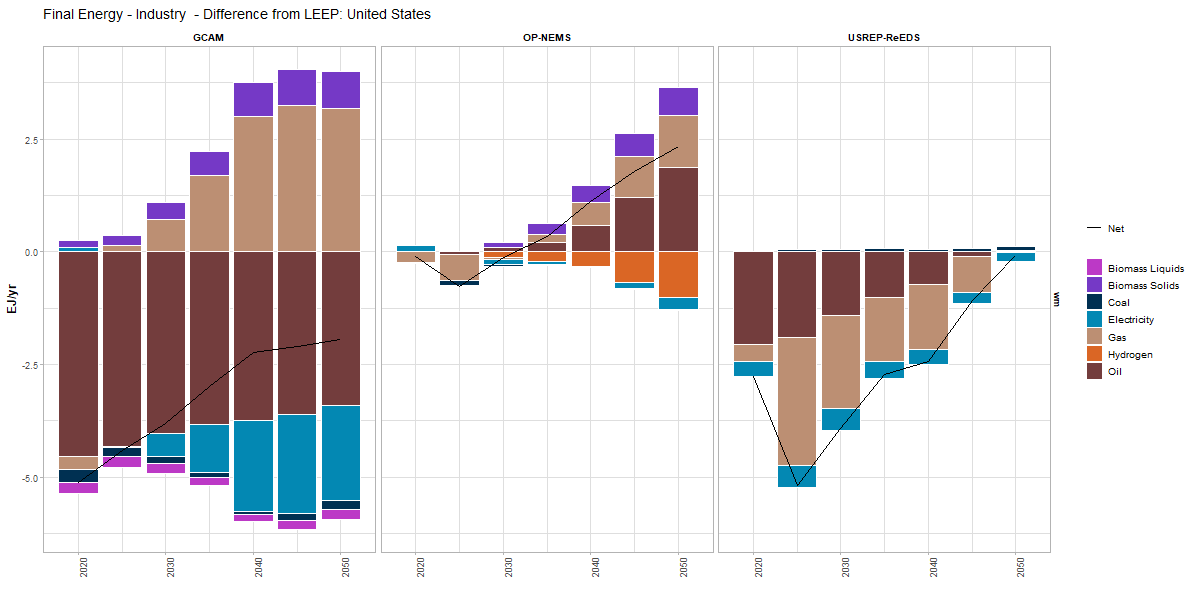 Final Energy - Industry  - Difference from LEEP: United States
GCAM
OP-NEMS
USREP-ReEDS
2.5
0.0
-2.5
-5.0
EJ/yr
wm
2020
2030
2040
2050
2020
2030
2040
2050
2020
2030
2040
2050
Net
Biomass Liquids
Biomass Solids
Coal
Electricity
Gas
Hydrogen
Oil